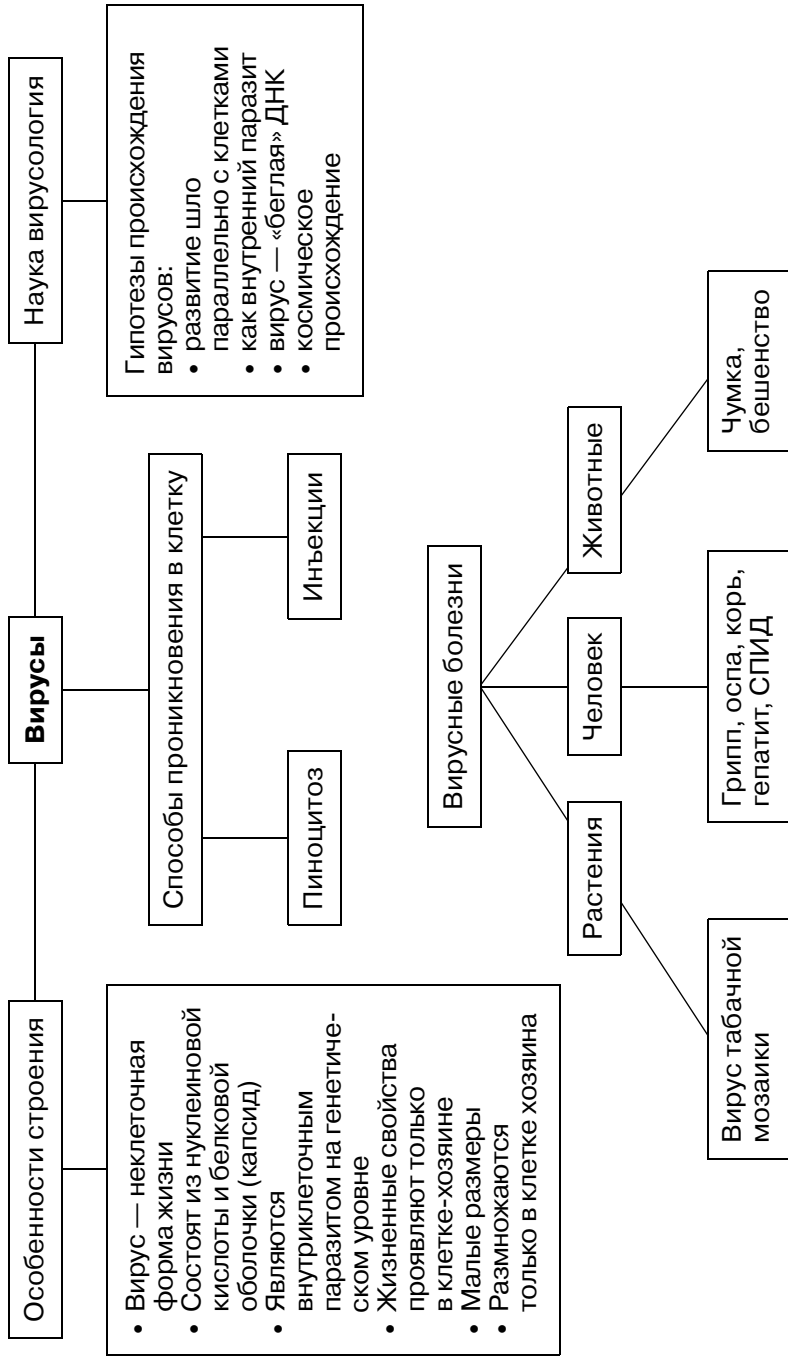 Вирусы
Особенности строения
• Вирус — неклеточная
форма жизни
• Состоят из нуклеиновой
кислоты и белковой
оболочки (капсид)
• Являются
внутриклеточным
паразитом на генетиче-
ском уровне
• Жизненные свойства
проявляют только
в клетке-хозяине
• Малые размеры
• Размножаются
только в клетке хозяина
Способы проникновения в клетку
Пиноцитоз
Инъекции
Наука вирусология
Гипотезы происхождения
вирусов:
• развитие шло
параллельно с клетками
• как внутренний паразит
• вирус — «беглая» ДНК
• космическое
происхождение
Вирусные болезни
Растения
Человек
Животные
Вирус табачной
мозаики
Грипп, оспа, корь,
гепатит, СПИД
Чумка,
бешенство